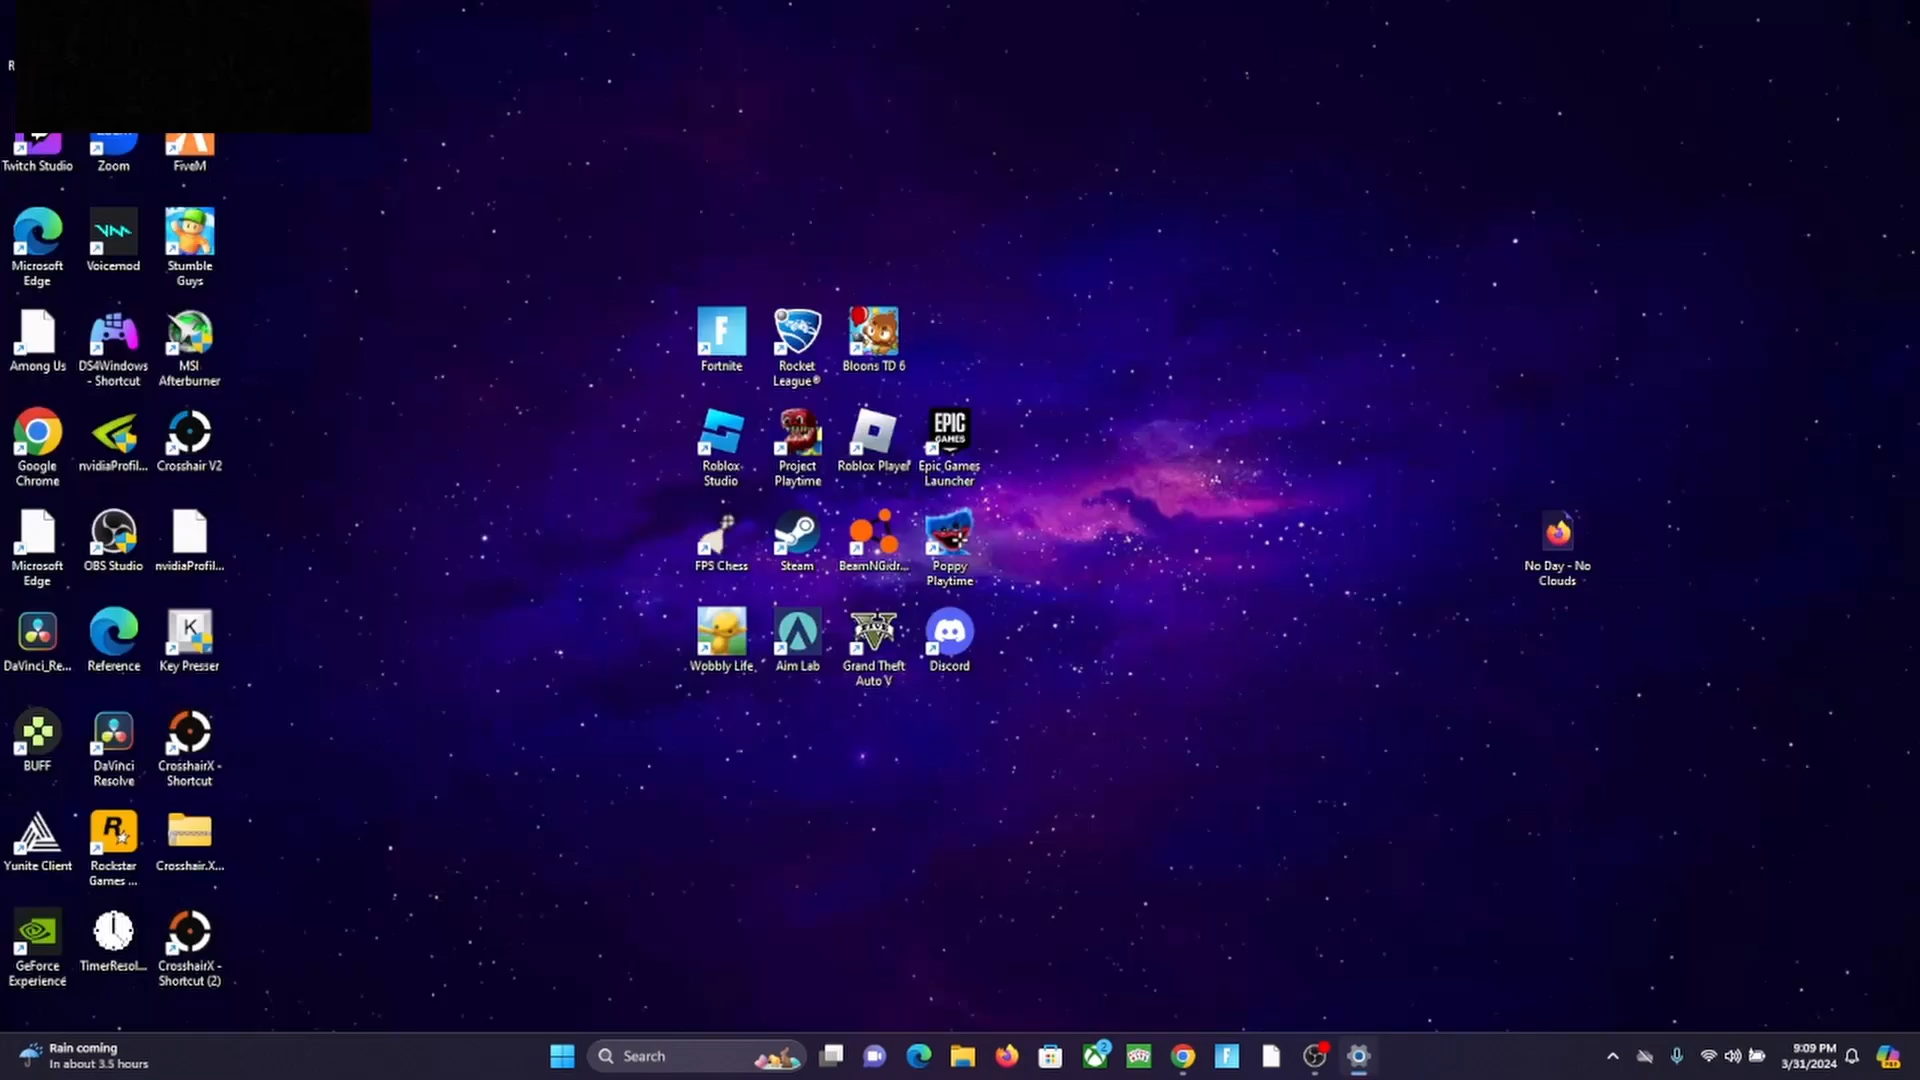 R
Twitch Studio
Zoom
FiveM
Microsoft
Edge
Voicemod
Stumble
Guys
Among Us
DS4Windows
- Shortcut
MSI
Afterburner
Google
Chrome
nvidiaProfil...
Crosshair V2
Microsoft
Edge
OBS Studio
nvidiaProfil...
DaVinci_Re...
Reference
K
Key Presser
BUFF
DaVinci
Resolve
CrosshairX -
Shortcut
Yunite Client
R
Rockstar
Games ...
Crosshair.X...
GeForce
Experience
TimerResol...
CrosshairX -
Shortcut (2)
F
Fortnite
Rocket
League®
Bloons TD 6
Roblox
Studio
Project
Playtime
Roblox Player
EPIC
GAMES
Epic Games
Launcher
FPS Chess
Steam
BeamNG.dr...
Poppy
Playtime
Wobbly Life
Aim Lab
V
Grand Theft
Auto V
Discord
No Day - No
Clouds
Rain coming
In about 3.5 hours
Search
2
F
9:09 PM
3/31/2024